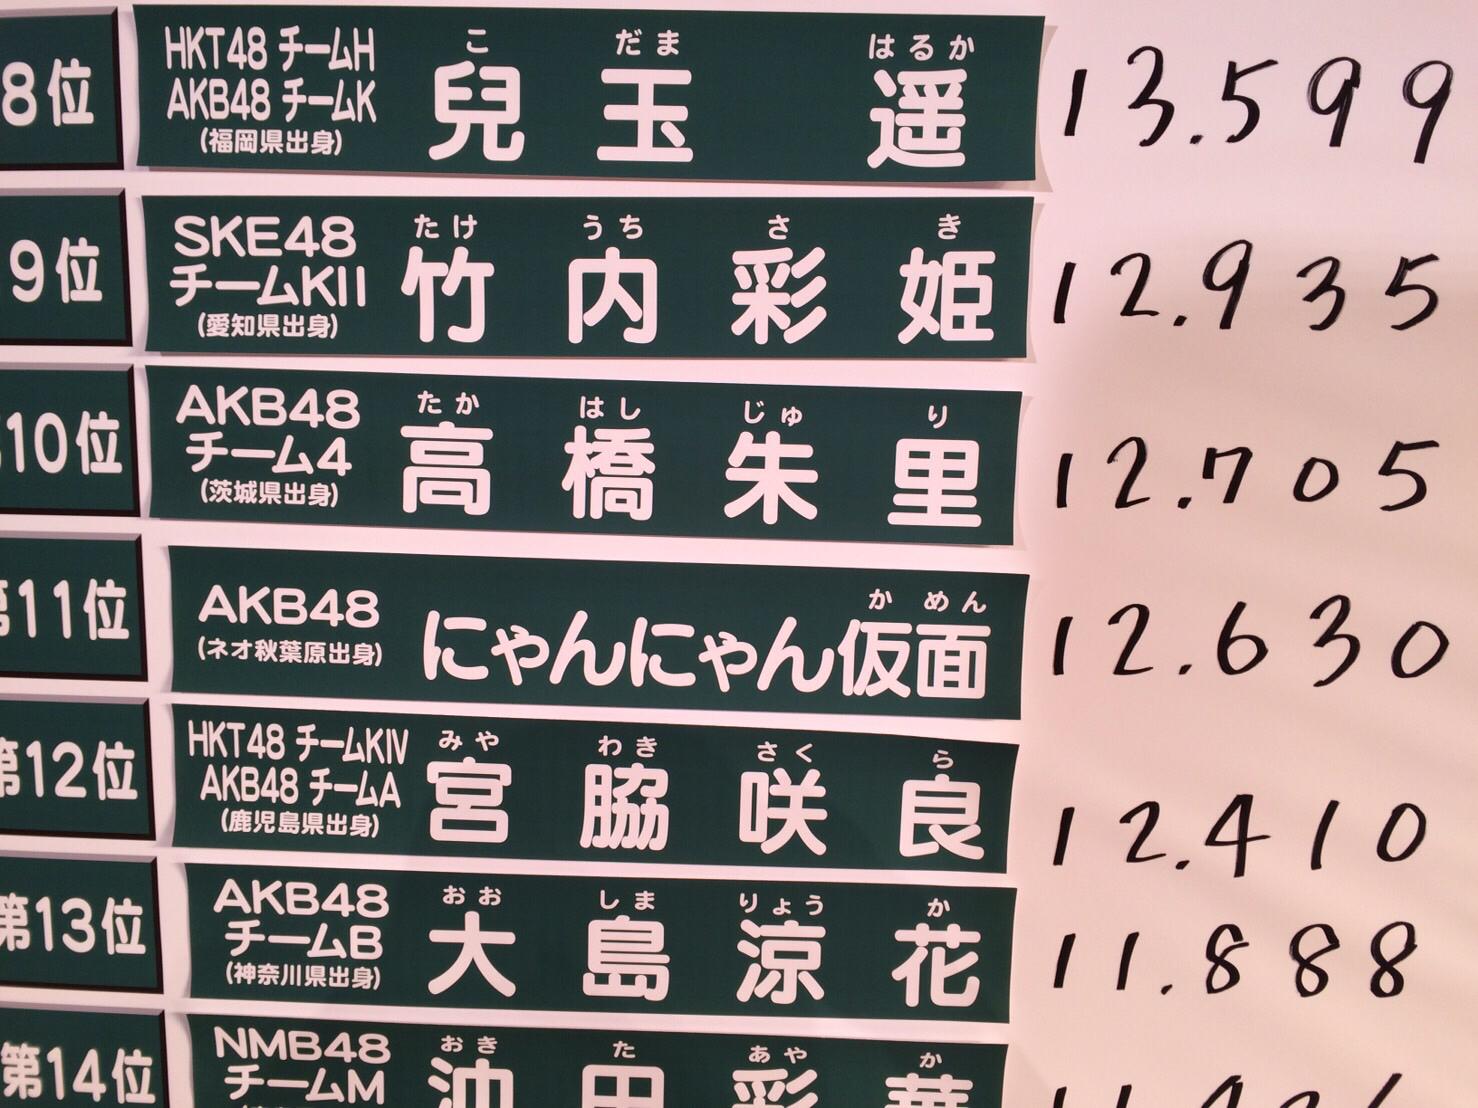 8位
HKT48 チームH
AKB48 チームK
(福岡県出身)
こ だま はるか
兒玉 遥
13.599
9位
SKE48
チームKII
(愛知県出身)
たけ うち さ き
竹内彩姫
12.935
10位
AKB48
チーム4
(茨城県出身)
たか はし じゅ り
高橋朱里
12.705
第11位
AKB48
(ネオ秋葉原出身)
かめん
にゃんにゃん仮面
12.630
第12位
HKT48 チームKIV
AKB48 チームA
(鹿児島県出身)
みや わき さく ら
宮脇咲良
12.410
第13位
AKB48
チームB
(神奈川県出身)
おお しま りょう か
大島涼花
11.888
第14位
NMB48
チームM
おき た あや か
沖田彩華